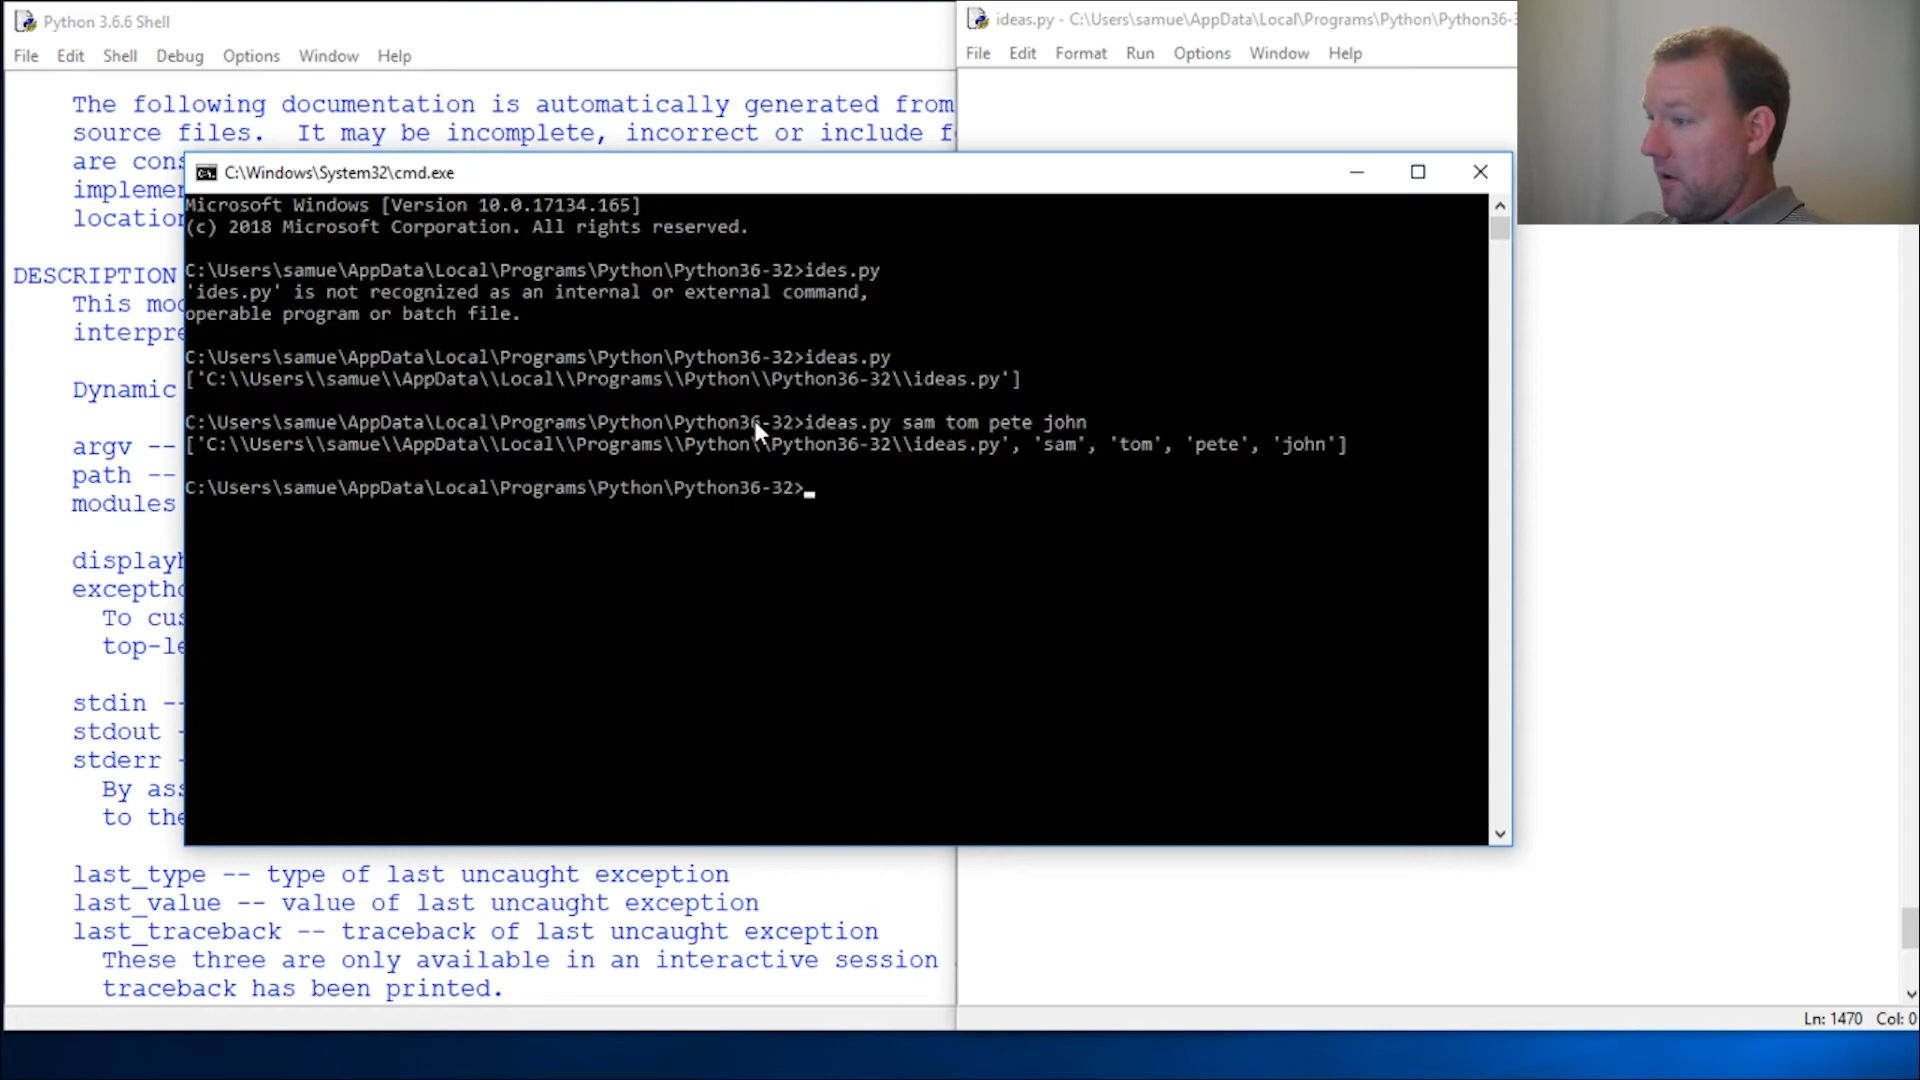 Python 3.6.6 Shell
File Edit Shell Debug Options Window Help
The following documentation is automatically generated from
source files. It may be incomplete, incorrect or include f
are cons
implemen
location
DESCRIPTION
This mod
interpre
Dynamic
argv --
path --
modules
displayh
exceptho
To cus
top-le
stdin --
stdout -
stderr -
By ass
to the
last_type -- type of last uncaught exception
last_value -- value of last uncaught exception
last_traceback -- traceback of last uncaught exception
These three are only available in an interactive session
traceback has been printed.
ideas.py - C:\Users\samue\AppData\Local\Programs\Python\Python36-3
File Edit Format Run Options Window Help
C:\Windows\System32\cmd.exe
Microsoft Windows [Version 10.0.17134.165]
(c) 2018 Microsoft Corporation. All rights reserved.
C:\Users\samue\AppData\Local\Programs\Python\Python36-32>ides.py
'ides.py' is not recognized as an internal or external command,
operable program or batch file.
C:\Users\samue\AppData\Local\Programs\Python\Python36-32>ideas.py
['C:\\Users\\samue\\AppData\\Local\\Programs\\Python\\Python36-32\\ideas.py']
C:\Users\samue\AppData\Local\Programs\Python\Python36-32>ideas.py sam tom pete john
['C:\\Users\\samue\\AppData\\Local\\Programs\\Python\\Python36-32\\ideas.py', 'sam', 'tom', 'pete', 'john']
C:\Users\samue\AppData\Local\Programs\Python\Python36-32>
Ln: 1470 Col: 0